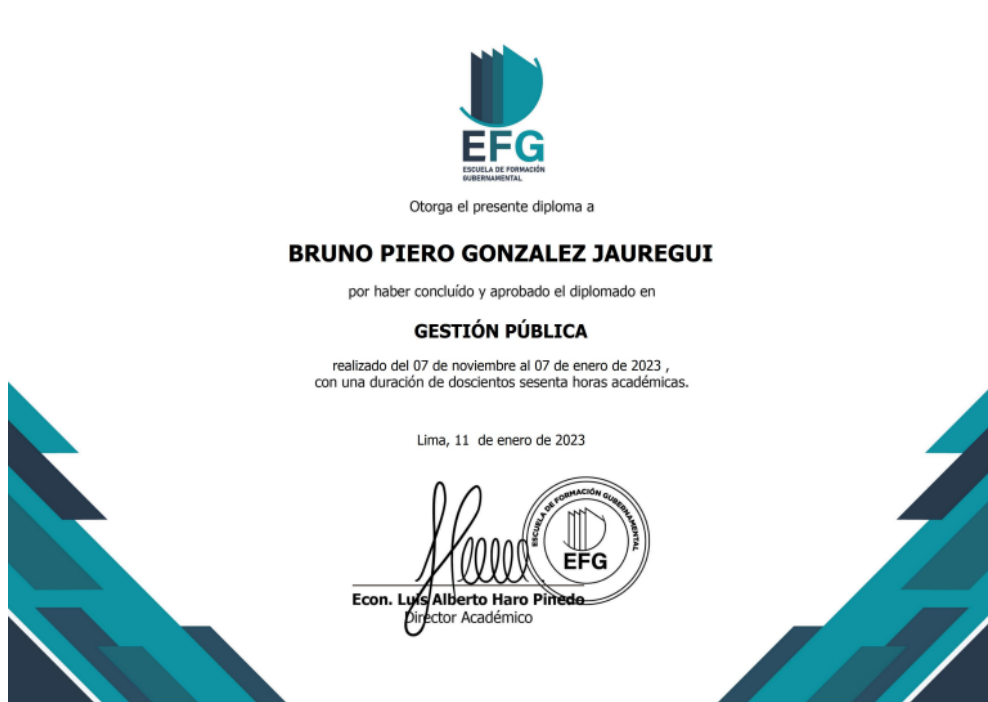 EFG
ESCUELA DE FORMACIÓN
GUBERNAMENTAL
Otorga el presente diploma a
BRUNO PIERO GONZALEZ JAUREGUI
por haber concluído y aprobado el diplomado en
GESTIÓN PÚBLICA
realizado del 07 de noviembre al 07 de enero de 2023 ,
con una duración de doscientos sesenta horas académicas.
Lima, 11 de enero de 2023
ESCUELA DE FORMACIÓN GUBERNAMENTAL
EFG
Econ. Luis Alberto Haro Pinedo
Director Académico